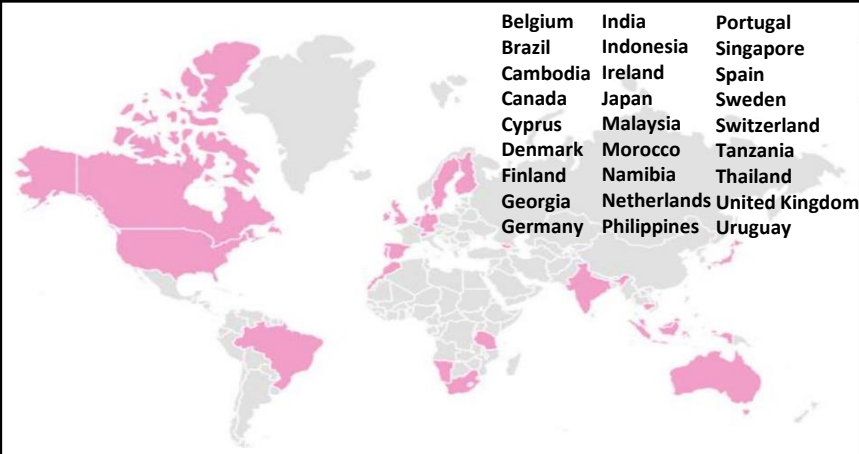 Belgium India Portugal
Brazil Indonesia Singapore
Cambodia Ireland Spain
Canada Japan Sweden
Cyprus Malaysia Switzerland
Denmark Morocco Tanzania
Finland Namibia Thailand
Georgia Netherlands United Kingdom
Germany Philippines Uruguay